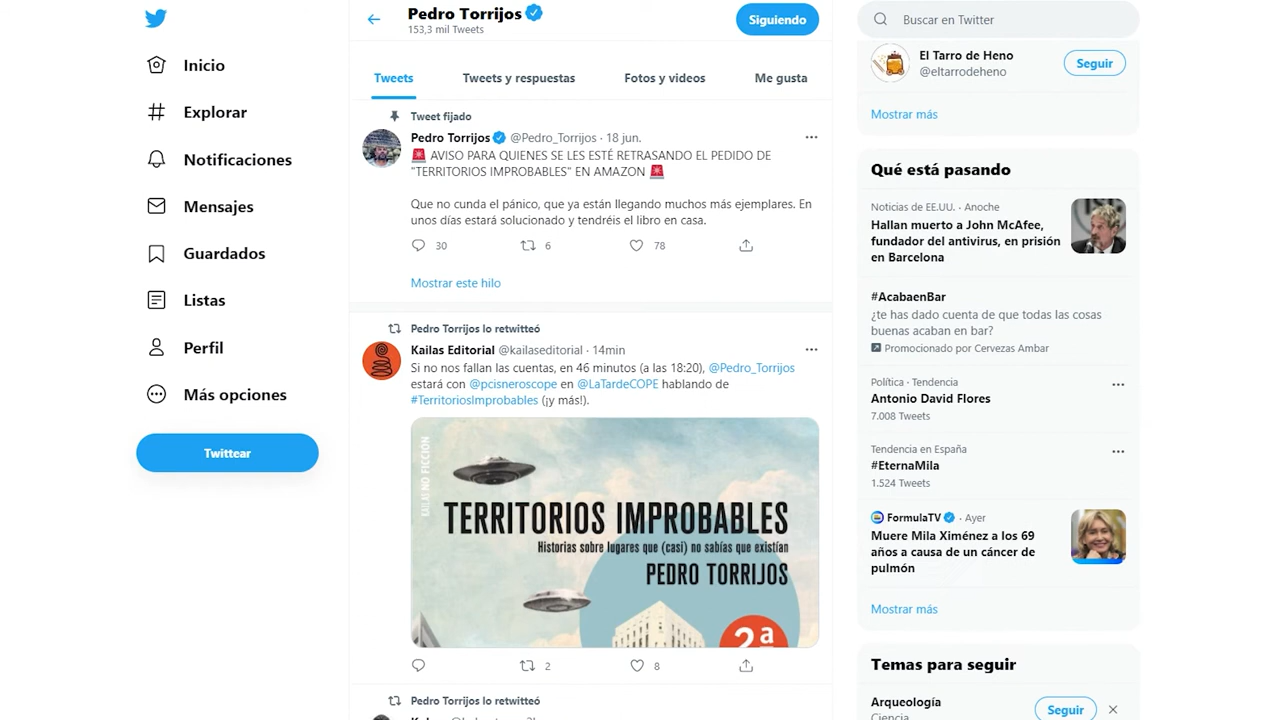 Inicio
Explorar
Notificaciones
Mensajes
Guardados
Listas
Perfil
Más opciones
Twittear
Pedro Torrijos
153,3 mil Tweets
Siguiendo
Tweets
Tweets y respuestas
Fotos y videos
Me gusta
Tweet fijado
Pedro Torrijos @Pedro_Torrijos · 18 jun.
🚨 AVISO PARA QUIENES SE LES ESTÉ RETRASANDO EL PEDIDO DE
"TERRITORIOS IMPROBABLES" EN AMAZON 🚨
Que no cunda el pánico, que ya están llegando muchos más ejemplares. En
unos días estará solucionado y tendréis el libro en casa.
30 6 78
Mostrar este hilo
Pedro Torrijos lo retwitteó
Kailas Editorial @kailaseditorial · 14min
Si no nos fallan las cuentas, en 46 minutos (a las 18:20), @Pedro_Torrijos
estará con @pcisneroscope en @LaTardeCOPE hablando de
#TerritoriosImprobables (¡y más!).
KAILAS NO FICCIÓN
TERRITORIOS IMPROBABLES
Historias sobre lugares que (casi) no sabías que existían
PEDRO TORRIJOS
2ª
2 8
Pedro Torrijos lo retwitteó
Buscar en Twitter
El Tarro de Heno
@eltarrodeheno
Seguir
Mostrar más
Qué está pasando
Noticias de EE.UU. · Anoche
Hallan muerto a John McAfee,
fundador del antivirus, en prisión
en Barcelona
#AcabaenBar
¿te has dado cuenta de que todas las cosas
buenas acaban en bar?
Promocionado por Cervezas Ambar
Política · Tendencia
Antonio David Flores
7.008 Tweets
Tendencia en España
#EternaMila
1.524 Tweets
FormulaTV · Ayer
Muere Mila Ximénez a los 69
años a causa de un cáncer de
pulmón
Mostrar más
Temas para seguir
Arqueología
Ciencia
Seguir